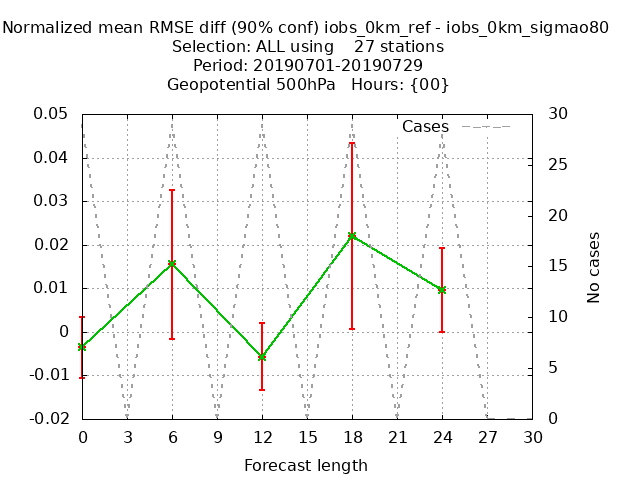 Normalized mean RMSE diff (90% conf) iobs_0km_ref - iobs_0km_sigmao80
Selection: ALL using    27 stations
Period: 20190701-20190729
Geopotential 500hPa   Hours: {00}
Cases
0.05
0.04
0.03
0.02
0.01
0
-0.01
-0.02
30
25
20
15
10
5
0
No cases
0 3 6 9 12 15 18 21 24 27 30
Forecast length